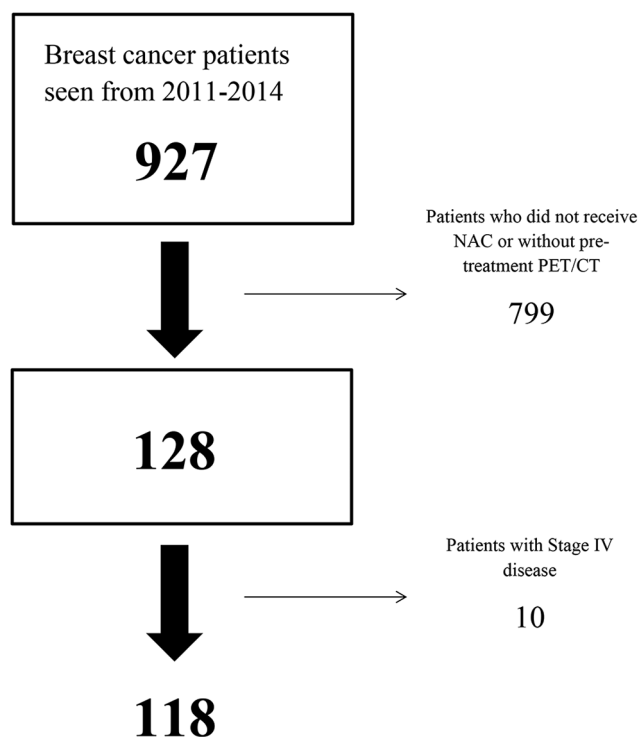 Breast cancer patients
seen from 2011-2014
927
Patients who did not receive
NAC or without pre-
treatment PET/CT
799
128
Patients with Stage IV
disease
10
118